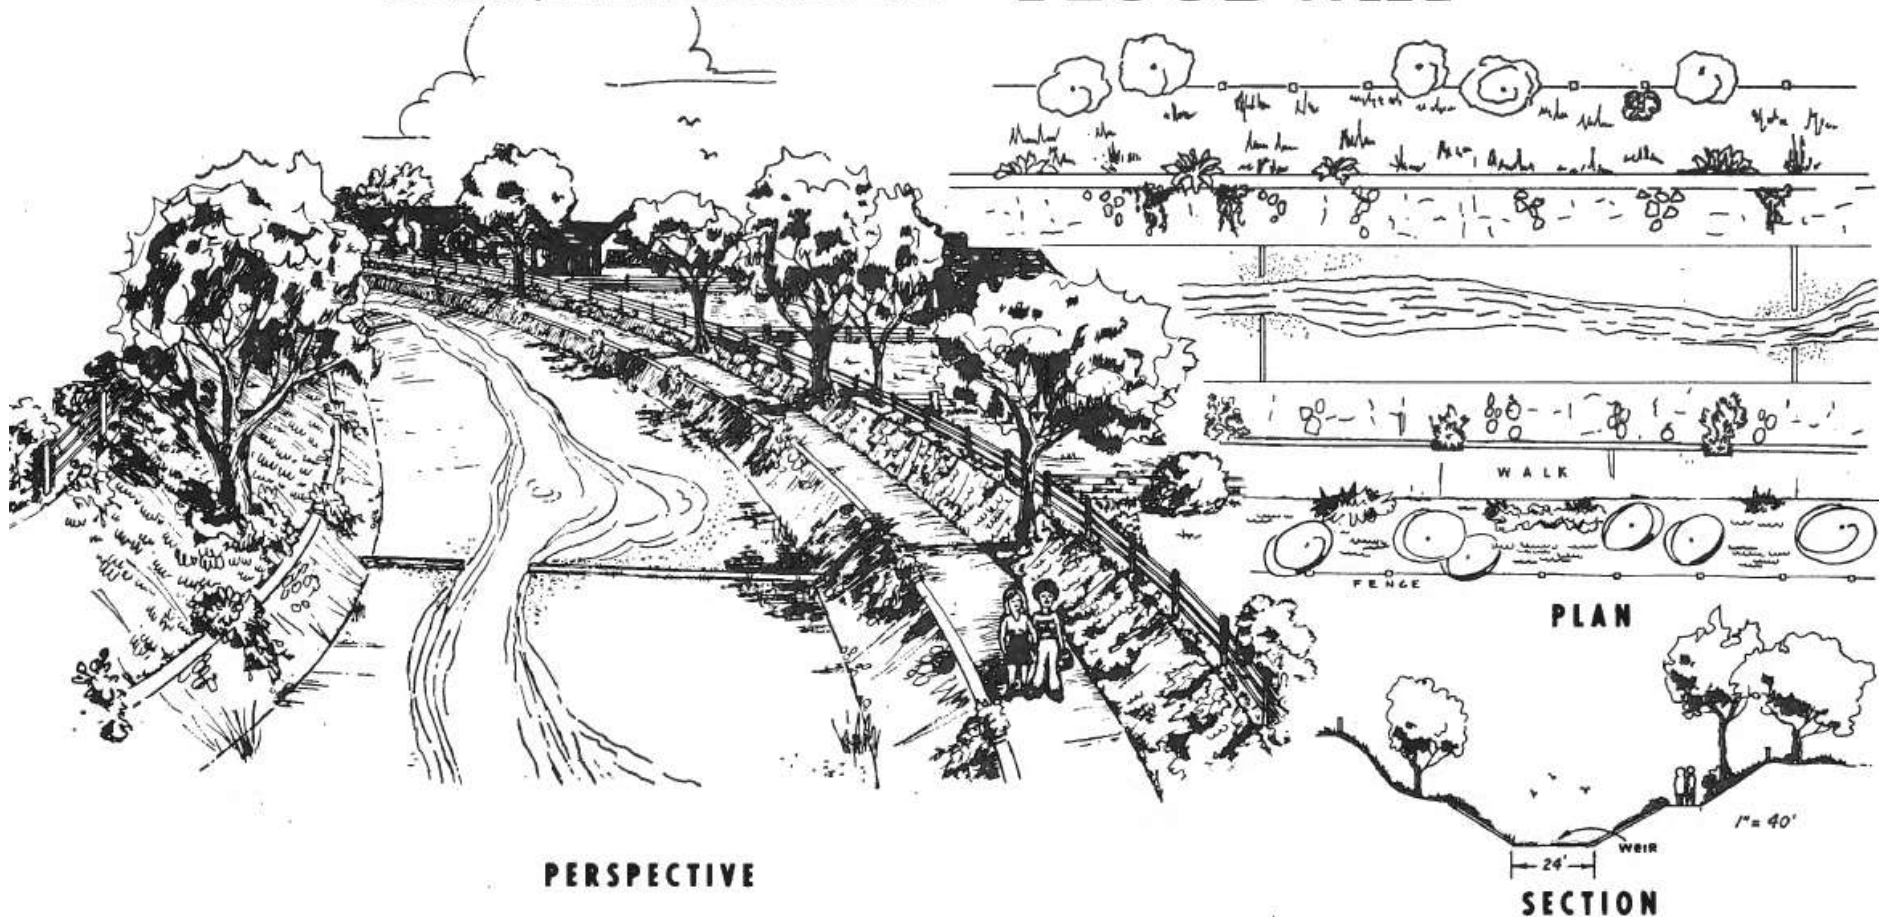 WALK
FENCE
PLAN
1"= 40'
WEIR
24'
PERSPECTIVE
SECTION